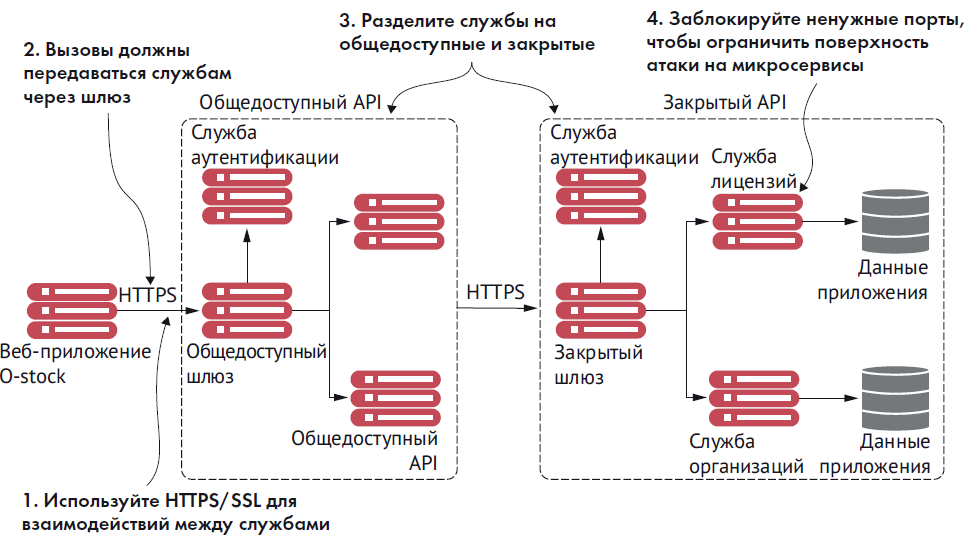 3. Разделите службы на
общедоступные и закрытые
4. Заблокируйте ненужные порты,
чтобы ограничить поверхность
атаки на микросервисы
2. Вызовы должны
передаваться службам
через шлюз
Общедоступный API
Закрытый API
Служба
аутентификации
Служба
аутентификации
Служба
лицензий
Данные
приложения
HTTPS
HTTPS
Веб-приложение
O-stock
Общедоступный
шлюз
Закрытый
шлюз
Общедоступный
API
Служба
организаций
Данные
приложения
1. Используйте HTTPS/SSL для
взаимодействий между службами